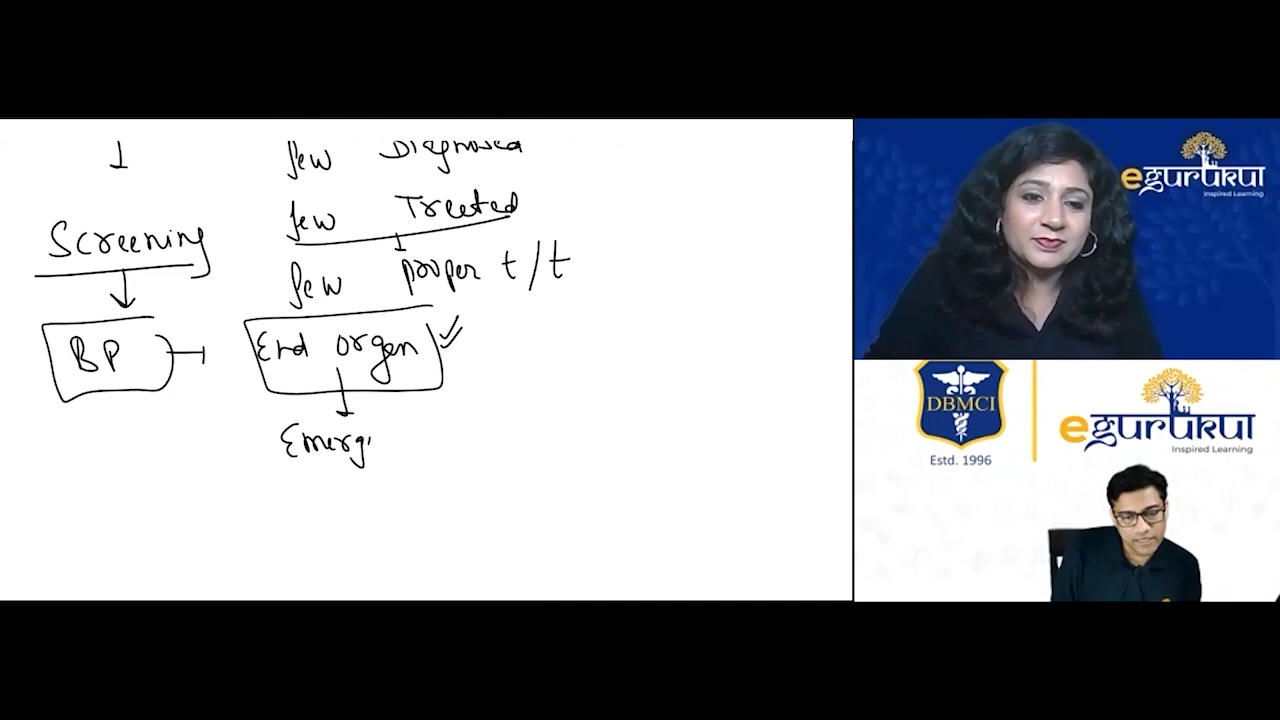 few Diagnosed
few Treated
Screening
few proper t/t
BP
End organ
Emerg
egurukul
Inspired Learning
DBMCI
Estd. 1996
egurukul
Inspired Learning